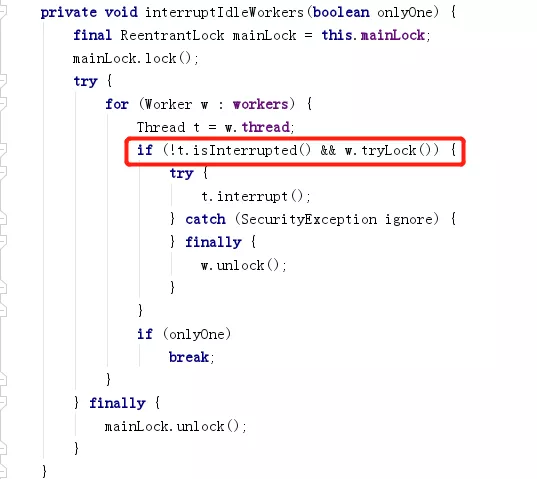 private void interruptIdleWorkers(boolean onlyOne) {
    final ReentrantLock mainLock = this.mainLock;
    mainLock.lock();
    try {
        for (Worker w : workers) {
            Thread t = w.thread;
            if (!t.isInterrupted() && w.tryLock()) {
                try {
                    t.interrupt();
                } catch (SecurityException ignore) {
                } finally {
                    w.unlock();
                }
            }
            if (onlyOne)
                break;
        }
    } finally {
        mainLock.unlock();
    }
}